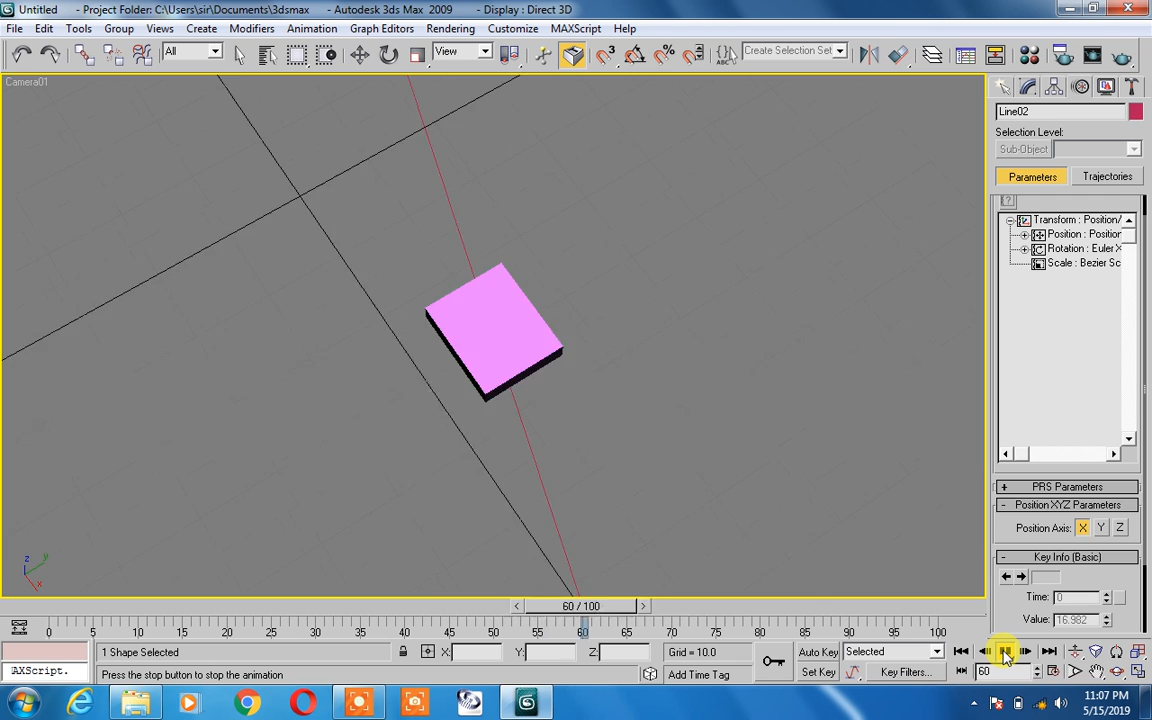 Untitled - Project Folder: C:\Users\sir\Documents\3dsmax - Autodesk 3ds Max 2009 - Display : Direct 3D
File Edit Tools Group Views Create Modifiers Animation Graph Editors Rendering Customize MAXScript Help
All View Create Selection Set
Camera01
Line02
Selection Level:
Sub-Object
Parameters Trajectories
Transform : Position/
Position : Position
Rotation : Euler X
Scale : Bezier Sc
+ PRS Parameters
- Position XYZ Parameters
Position Axis: X Y Z
- Key Info (Basic)
Time: 0
Value: 16.982
z
y
x
< 60 / 100 >
0 5 10 15 20 25 30 35 40 45 50 55 60 65 70 75 80 85 90 95 100
1 Shape Selected X: Y: Z: Grid = 10.0 Auto Key Selected
.AXScript. Press the stop button to stop the animation Add Time Tag Set Key Key Filters... 60
11:07 PM
5/15/2019